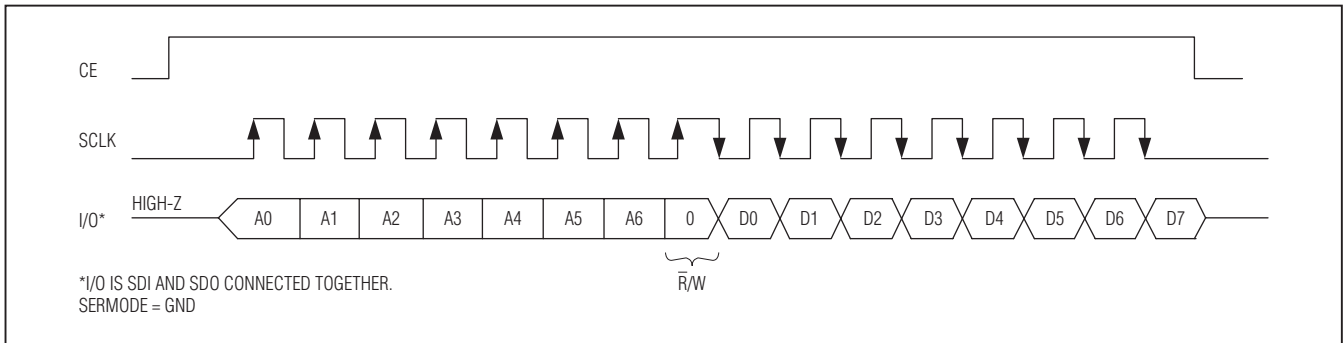 CE
SCLK
I/O* HIGH-Z A0 A1 A2 A3 A4 A5 A6 0 D0 D1 D2 D3 D4 D5 D6 D7
R̅/W
*I/O IS SDI AND SDO CONNECTED TOGETHER.
SERMODE = GND